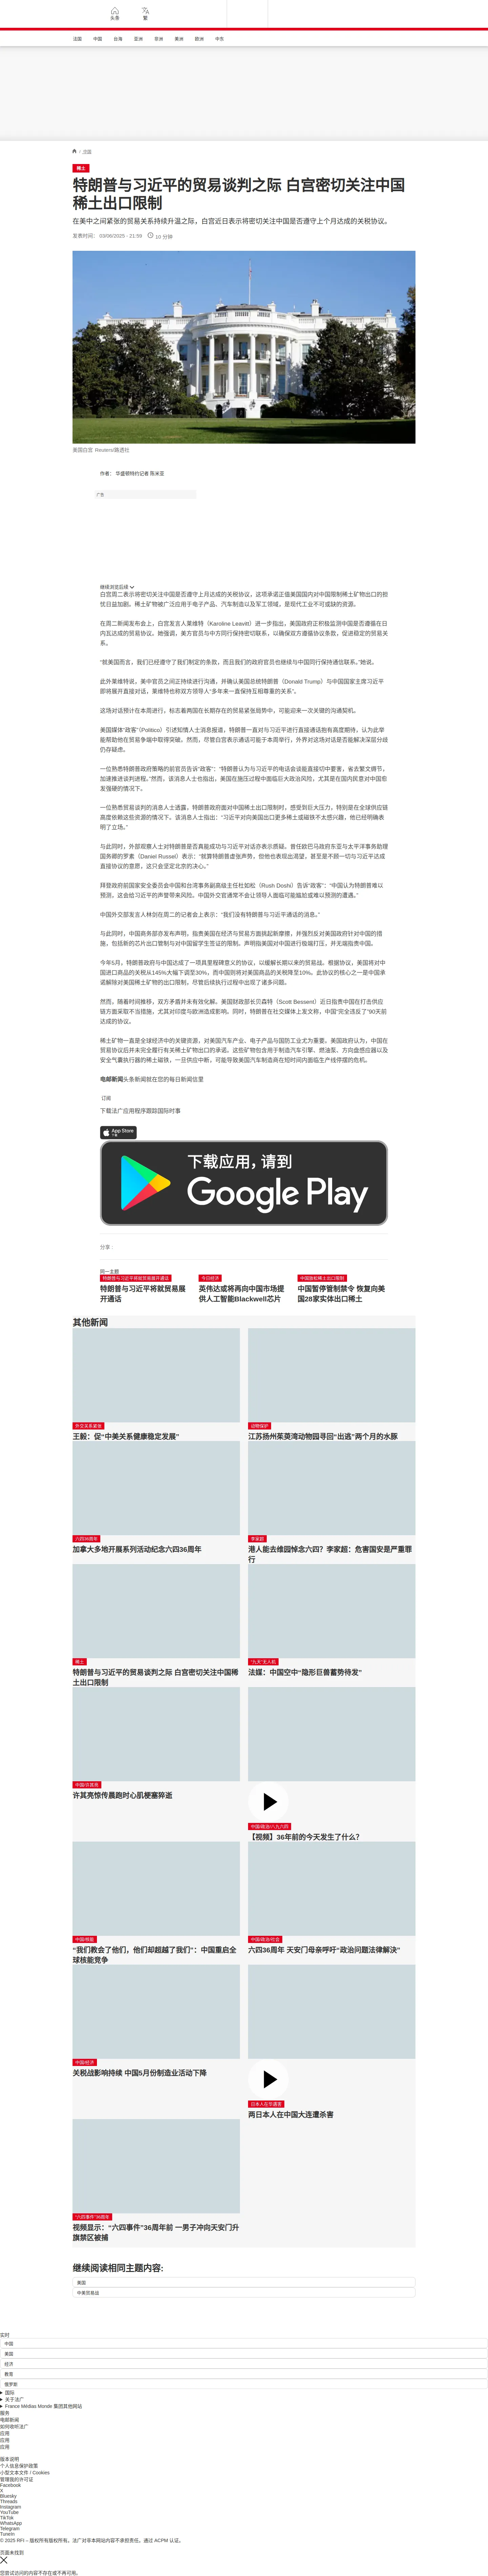 头条
繁
法国
中国
台海
亚洲
非洲
美洲
欧洲
中东
/ 中国
稀土
特朗普与习近平的贸易谈判之际 白宫密切关注中国
稀土出口限制
在美中之间紧张的贸易关系持续升温之际，白宫近日表示将密切关注中国是否遵守上个月达成的关税协议。
发表时间： 03/06/2025 - 21:59 10 分钟
美国白宫 Reuters/路透社
作者： 华盛顿特约记者 陈米亚
广告
继续浏览后续
白宫周二表示将密切关注中国是否遵守上月达成的关税协议，这项承诺正值美国国内对中国限制稀土矿物出口的担
忧日益加剧。稀土矿物被广泛应用于电子产品、汽车制造以及军工领域，是现代工业不可或缺的资源。
在周二新闻发布会上，白宫发言人莱维特（Karoline Leavitt）进一步指出，美国政府正积极监测中国是否遵循在日
内瓦达成的贸易协议。她强调，美方官员与中方同行保持密切联系，以确保双方遵循协议条款，促进稳定的贸易关
系。
“就美国而言，我们已经遵守了我们制定的条款，而且我们的政府官员也继续与中国同行保持通信联系。”她说。
此外莱维特说，美中官员之间正持续进行沟通，并确认美国总统特朗普（Donald Trump）与中国国家主席习近平
即将展开直接对话，莱维特也称双方领导人“多年来一直保持互相尊重的关系”。
这场对话预计在本周进行，标志着两国在长期存在的贸易紧张局势中，可能迎来一次关键的沟通契机。
美国媒体“政客”（Politico）引述知情人士消息报道，特朗普一直对与习近平进行直接通话抱有高度期待，认为此举
能帮助他在贸易争端中取得突破。然而，尽管白宫表示通话可能于本周举行，外界对这场对话是否能解决深层分歧
仍存疑虑。
一位熟悉特朗普政府策略的前官员告诉“政客”：“特朗普认为与习近平的电话会谈能直接切中要害，省去繁文缛节，
加速推进谈判进程。”然而，该消息人士也指出，美国在施压过程中面临巨大政治风险，尤其是在国内民意对中国愈
发强硬的情况下。
一位熟悉贸易谈判的消息人士透露，特朗普政府面对中国稀土出口限制时，感受到巨大压力，特别是在全球供应链
高度依赖这些资源的情况下。该消息人士指出：“习近平对向美国出口更多稀土或磁铁不太感兴趣，他已经明确表
明了立场。”
与此同时，外部观察人士对特朗普是否真能成功与习近平对话亦表示质疑。曾任欧巴马政府东亚与太平洋事务助理
国务卿的罗素（Daniel Russel）表示：“就算特朗普虚张声势，但他也表现出渴望，甚至是不顾一切与习近平达成
直接协议的意愿，这只会坚定北京的决心。”
拜登政府前国家安全委员会中国和台湾事务副高级主任杜如松（Rush Doshi）告诉“政客”：“中国认为特朗普难以
预测，这会给习近平的声誉带来风险。中国外交官通常不会让领导人面临可能尴尬或难以预测的遭遇。”
中国外交部发言人林剑在周二的记者会上表示：“我们没有特朗普与习近平通话的消息。”
与此同时，中国商务部亦发布声明，指责美国在经济与贸易方面挑起新摩擦，并强烈反对美国政府针对中国的措
施，包括新的芯片出口管制与对中国留学生签证的限制。声明指美国对中国进行极端打压，并无端指责中国。
今年5月，特朗普政府与中国达成了一项具里程碑意义的协议，以缓解长期以来的贸易战。根据协议，美国将对中
国进口商品的关税从145%大幅下调至30%，而中国则将对美国商品的关税降至10%。此协议的核心之一是中国承
诺解除对美国稀土矿物的出口限制，尽管后续执行过程中出现了诸多问题。
然而，随着时间推移，双方矛盾并未有效化解。美国财政部长贝森特（Scott Bessent）近日指责中国在打击供应
链方面采取不当措施，尤其对印度与欧洲造成影响。同时，特朗普在社交媒体上发文称，中国“完全违反了”90天前
达成的协议。
稀土矿物一直是全球经济中的关键资源，对美国汽车产业、电子产品与国防工业尤为重要。美国政府认为，中国在
贸易协议后并未完全履行有关稀土矿物出口的承诺。这些矿物包含用于制造汽车引擎、燃油泵、方向盘感应器以及
安全气囊执行器的稀土磁铁，一旦供应中断，可能导致美国汽车制造商在短时间内面临生产线停摆的危机。
电邮新闻头条新闻就在您的每日新闻信里
订阅
下载法广应用程序跟踪国际时事
App Store
下载
下载应用，请到
Google Play
分享：
同一主题
特朗普与习近平将就贸易展开通话
特朗普与习近平将就贸易展
开通话
今日经济
英伟达或将再向中国市场提
供人工智能Blackwell芯片
中国放松稀土出口限制
中国暂停管制禁令 恢复向美
国28家实体出口稀土
其他新闻
外交关系避谈
王毅：促“中美关系健康稳定发展”
动物保护
江苏扬州茱萸湾动物园寻回“出逃”两个月的水豚
六四36周年
加拿大多地开展系列活动纪念六四36周年
李家超
港人能去维园悼念六四？李家超：危害国安是严重罪
行
稀土
特朗普与习近平的贸易谈判之际 白宫密切关注中国稀
土出口限制
“九天”无人机
法媒：中国空中“隐形巨兽蓄势待发”
中国/许其亮
许其亮惊传晨跑时心肌梗塞猝逝
中国/政治/八九六四
【视频】36年前的今天发生了什么？
中国/核能
“我们教会了他们，他们却超越了我们”：中国重启全
球核能竞争
中国/政治/社会
六四36周年 天安门母亲呼吁“政治问题法律解决”
中国/经济
关税战影响持续 中国5月份制造业活动下降
日本人在华遇害
两日本人在中国大连遭杀害
“六四事件”36周年
视频显示：“六四事件”36周年前 一男子冲向天安门升
旗禁区被捕
继续阅读相同主题内容:
美国
中美贸易战
实时
中国
美国
经济
教育
俄罗斯
国际
关于法广
France Médias Monde 集团其他网站
服务
电邮新闻
如何收听法广
应用
应用
应用
版本说明
个人信息保护政策
小型文本文件 / Cookies
管理我的许可证
Facebook
X
Bluesky
Threads
Instagram
YouTube
TikTok
WhatsApp
Telegram
TuneIn
© 2025 RFI – 版权所有版权所有。法广对非本网站内容不承担责任。通过 ACPM 认证。
页面未找到
您尝试访问的内容不存在或不再可用。